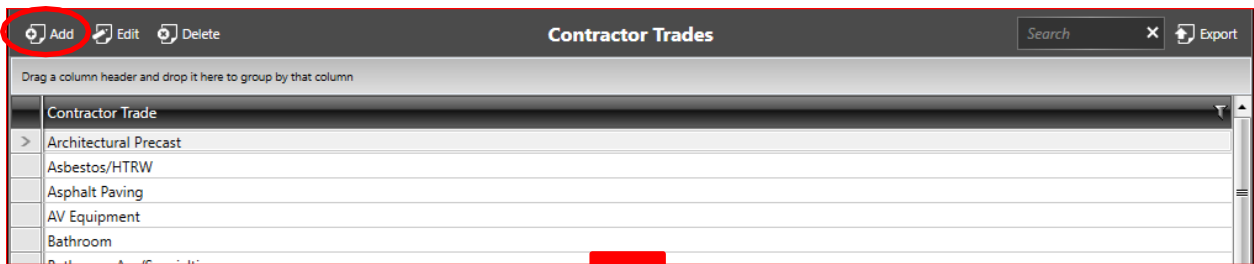 Add Edit Delete Contractor Trades Search Export
Drag a column header and drop it here to group by that column
Contractor Trade
Architectural Precast
Asbestos/HTRW
Asphalt Paving
AV Equipment
Bathroom